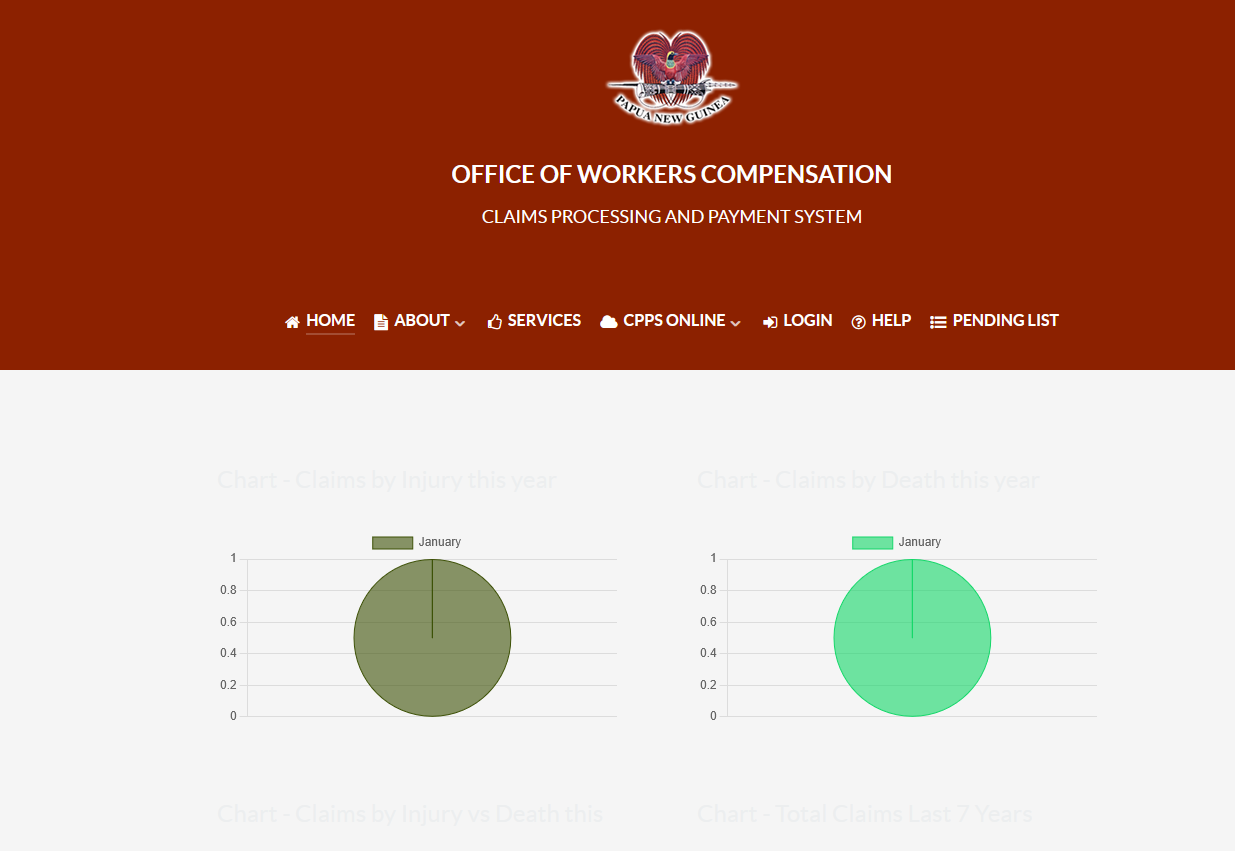 PAPUA NEW GUINEA
OFFICE OF WORKERS COMPENSATION
CLAIMS PROCESSING AND PAYMENT SYSTEM
HOME ABOUT SERVICES CPPS ONLINE LOGIN HELP PENDING LIST
Chart - Claims by Injury this year
January
1
0.8
0.6
0.4
0.2
0
Chart - Claims by Death this year
January
1
0.8
0.6
0.4
0.2
0
Chart - Claims by Injury vs Death this
Chart - Total Claims Last 7 Years